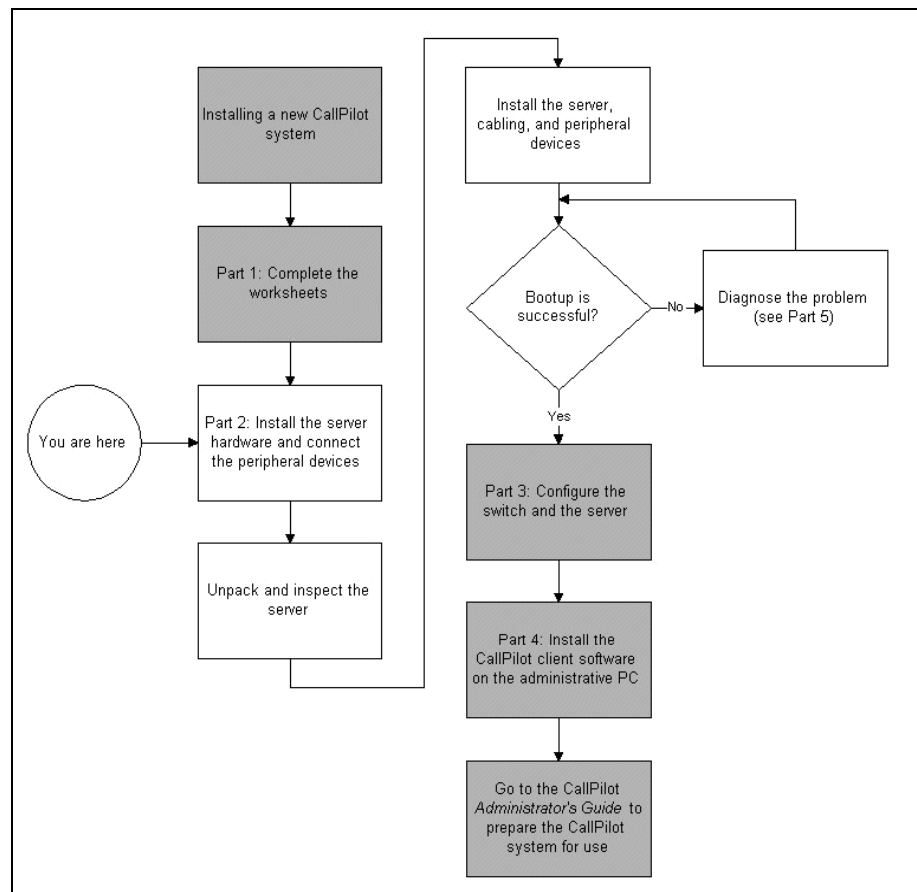 Installing a new CallPilot
system
Part 1: Complete the
worksheets
You are here
Part 2: Install the server
hardware and connect
the peripheral devices
Unpack and inspect the
server
Install the server,
cabling, and peripheral
devices
Bootup is
successful?
No
Diagnose the problem
(see Part 5)
Yes
Part 3: Configure the
switch and the server
Part 4: Install the
CallPilot client software
on the administrative PC
Go to the CallPilot
Administrator's Guide to
prepare the CallPilot
system for use